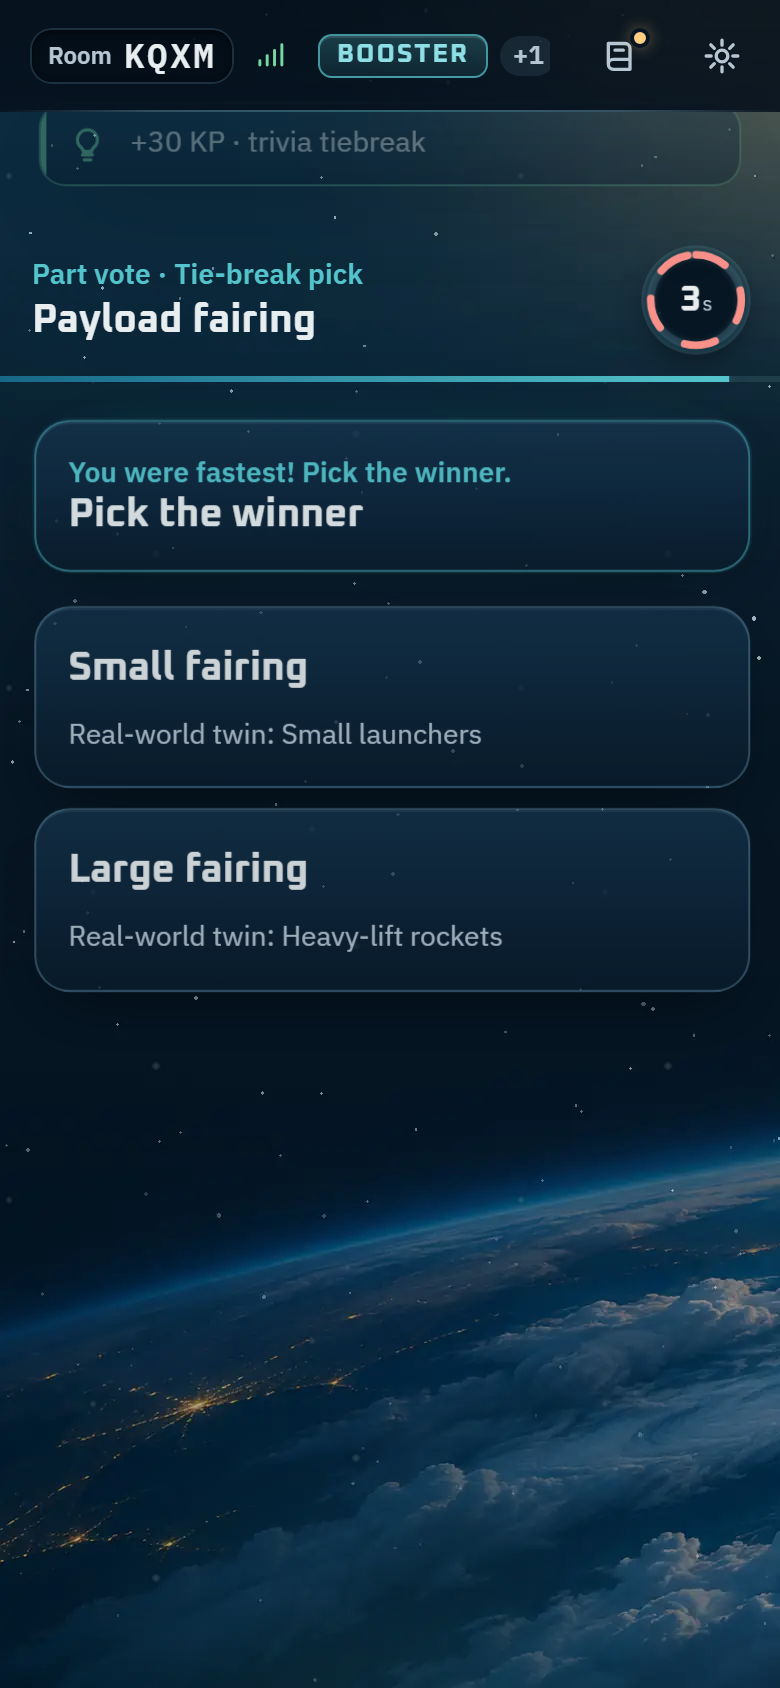 Room KQXM BOOSTER +1
+30 KP · trivia tiebreak
Part vote · Tie-break pick
Payload fairing
3s
You were fastest! Pick the winner.
Pick the winner
Small fairing
Real-world twin: Small launchers
Large fairing
Real-world twin: Heavy-lift rockets